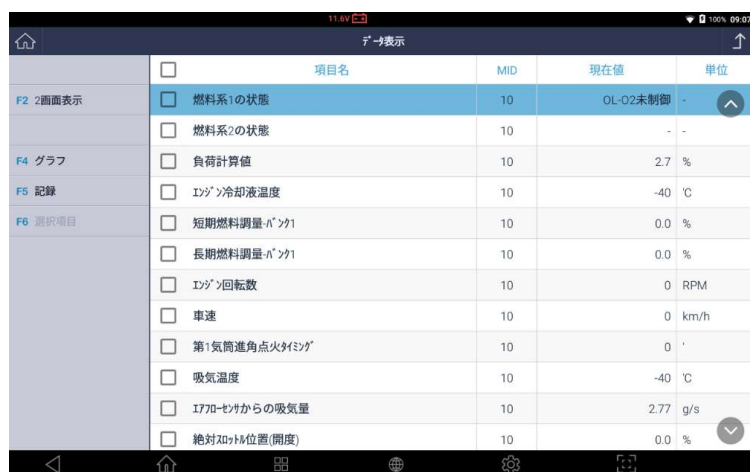 11.6V
100% 09:07
ﾃﾞｰﾀ表示
項目名 MID 現在値 単位
F2 2画面表示
F4 グラフ
F5 記録
F6 選択項目
燃料系1の状態 10 OL-O2未制御 -
燃料系2の状態 10 - -
負荷計算値 10 2.7 %
ｴﾝｼﾞﾝ冷却液温度 10 -40 ℃
短期燃料調量-ﾊﾞﾝｸ1 10 0.0 %
長期燃料調量-ﾊﾞﾝｸ1 10 0.0 %
ｴﾝｼﾞﾝ回転数 10 0 RPM
車速 10 0 km/h
第1気筒進角点火ﾀｲﾐﾝｸﾞ 10 0 '
吸気温度 10 -40 ℃
ｴｱﾌﾛｰｾﾝｻからの吸気量 10 2.77 g/s
絶対ｽﾛｯﾄﾙ位置(開度) 10 0.0 %